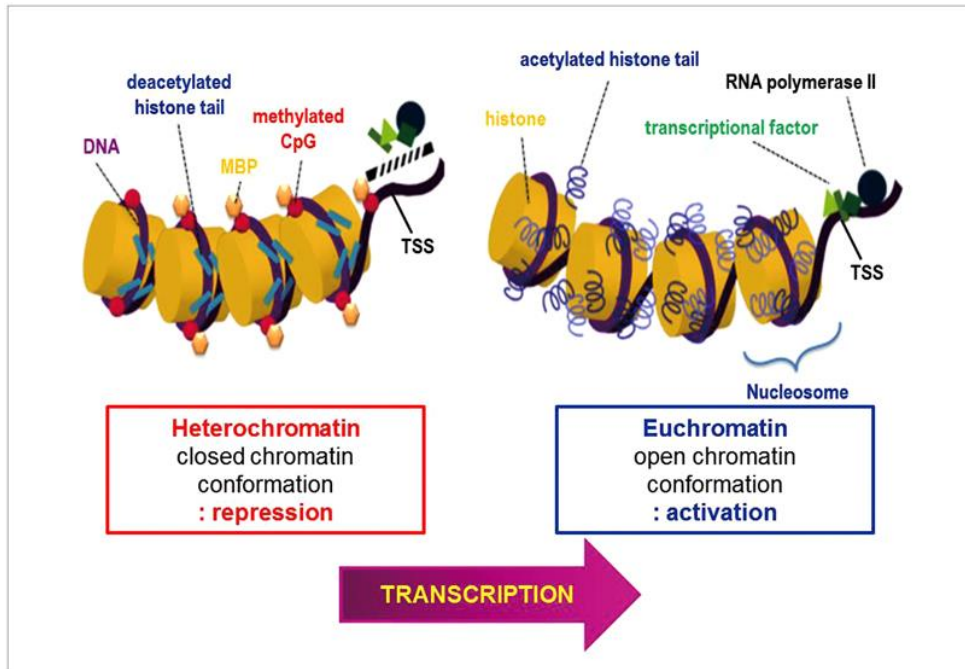 deacetylated
histone tail
DNA
MBP
methylated
CpG
TSS
acetylated histone tail
histone
RNA polymerase II
transcriptional factor
TSS
Nucleosome
Heterochromatin
closed chromatin
conformation
: repression
Euchromatin
open chromatin
conformation
: activation
TRANSCRIPTION